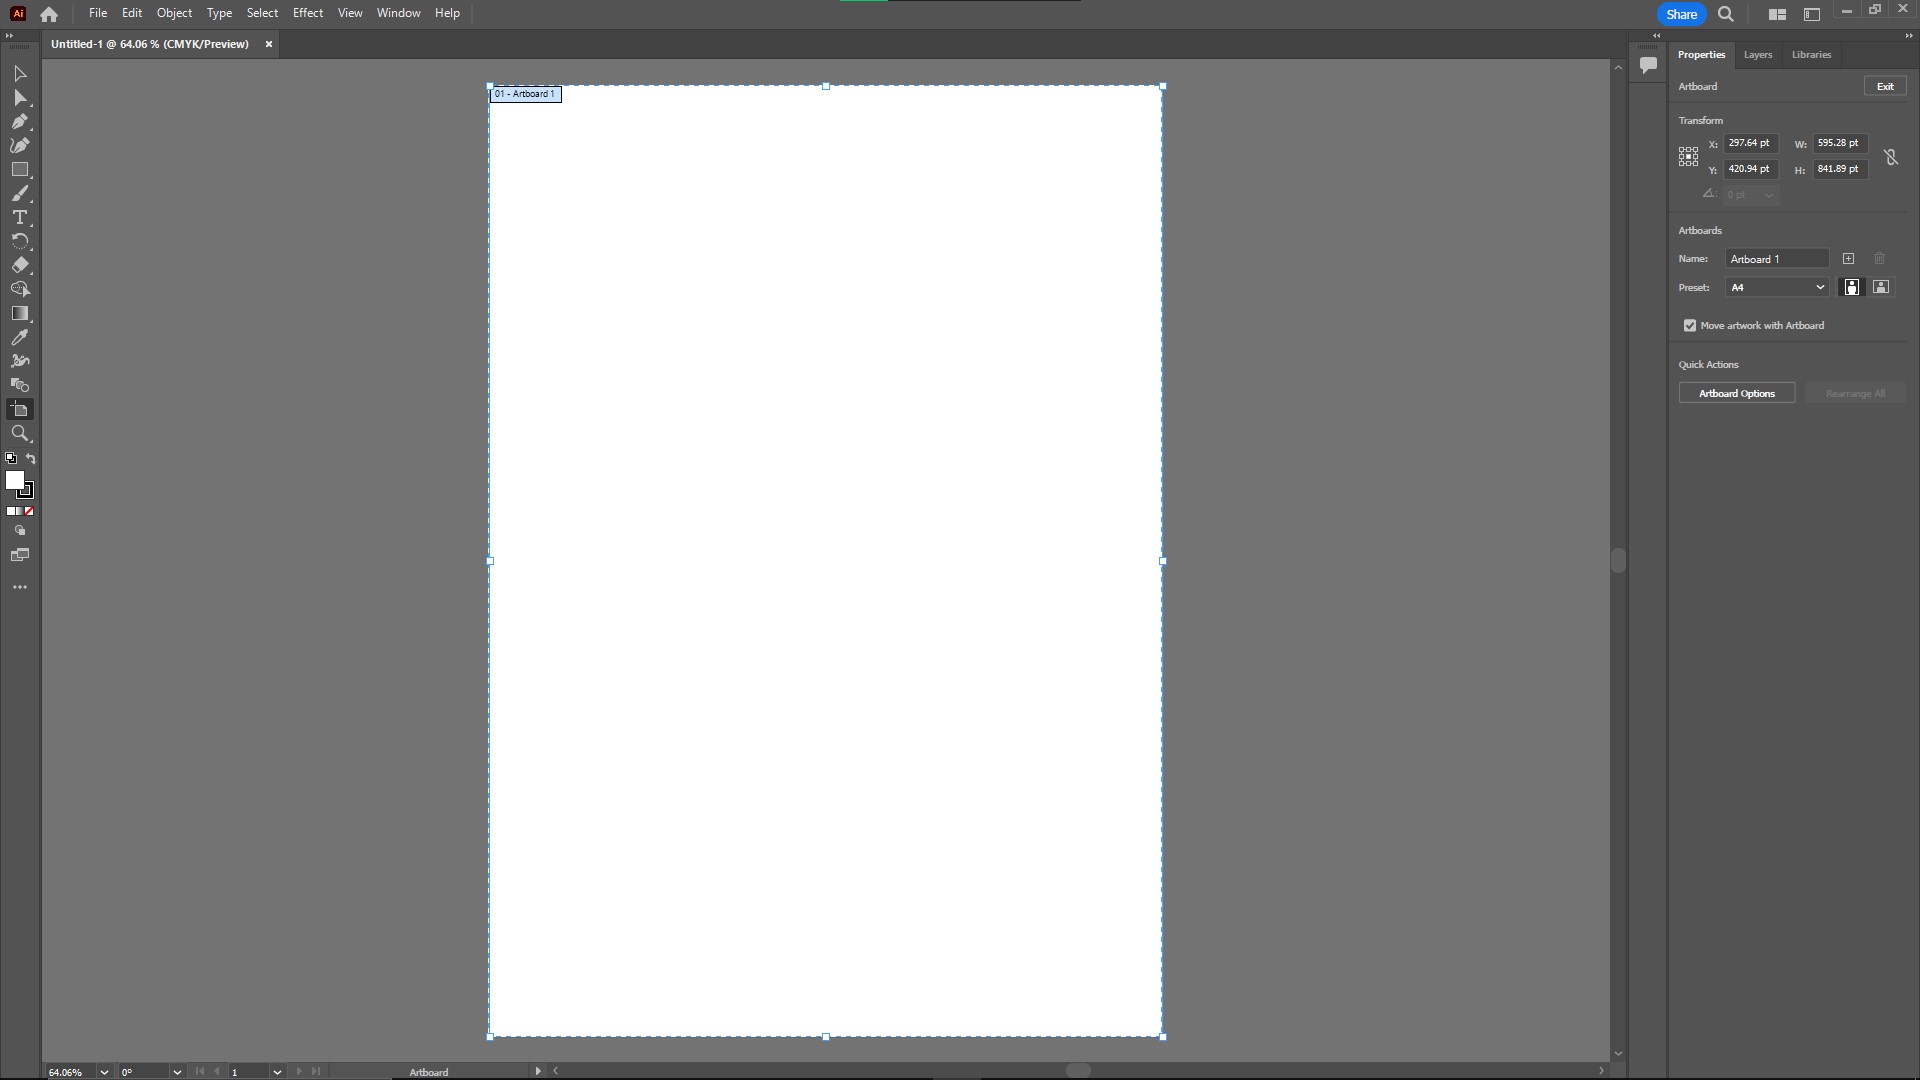 Ai File Edit Object Type Select Effect View Window Help Share
Untitled-1 @ 64.06 % (CMYK/Preview) ×
01 - Artboard 1
Properties Layers Libraries
Artboard Exit
Transform
X: 297.64 pt W: 595.28 pt
Y: 420.94 pt H: 841.89 pt
0 pt
Artboards
Name: Artboard 1
Preset: A4
Move artwork with Artboard
Quick Actions
Artboard Options Rearrange All
64.06% 0° 1 Artboard